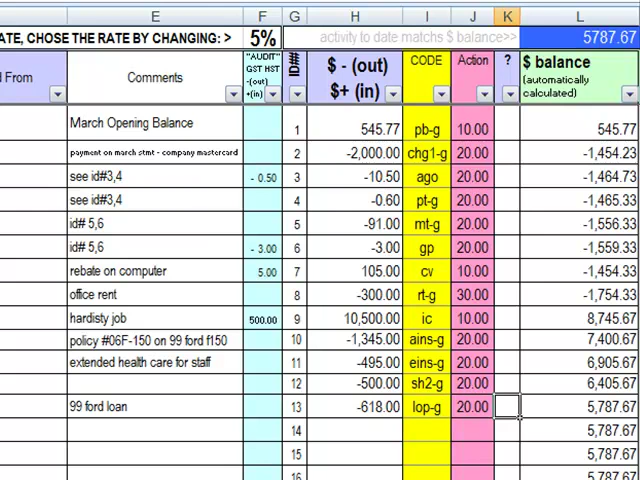 E F G H I J K L
ATE, CHOSE THE RATE BY CHANGING: > 5% activity to date matchs $ balance>> 5787.67
d From Comments "AUDIT" GST HST -(out) +(in) ID# $ - (out) $+ (in) CODE Action ? $ balance (automatically calculated)
March Opening Balance 1 545.77 pb-g 10.00 545.77
payment on march stmt - company mastercard 2 -2,000.00 chg1-g 20.00 -1,454.23
see id#3,4 - 0.50 3 -10.50 ago 20.00 -1,464.73
see id#3,4 4 -0.60 pt-g 20.00 -1,465.33
id# 5,6 5 -91.00 mt-g 20.00 -1,556.33
id# 5,6 - 3.00 6 -3.00 gp 20.00 -1,559.33
rebate on computer 5.00 7 105.00 cv 10.00 -1,454.33
office rent 8 -300.00 rt-g 30.00 -1,754.33
hardisty job 500.00 9 10,500.00 ic 10.00 8,745.67
policy #06F-150 on 99 ford f150 10 -1,345.00 ains-g 20.00 7,400.67
extended health care for staff 11 -495.00 eins-g 20.00 6,905.67
12 -500.00 sh2-g 20.00 6,405.67
99 ford loan 13 -618.00 lop-g 20.00 5,787.67
14 5,787.67
15 5,787.67
16 5,787.67